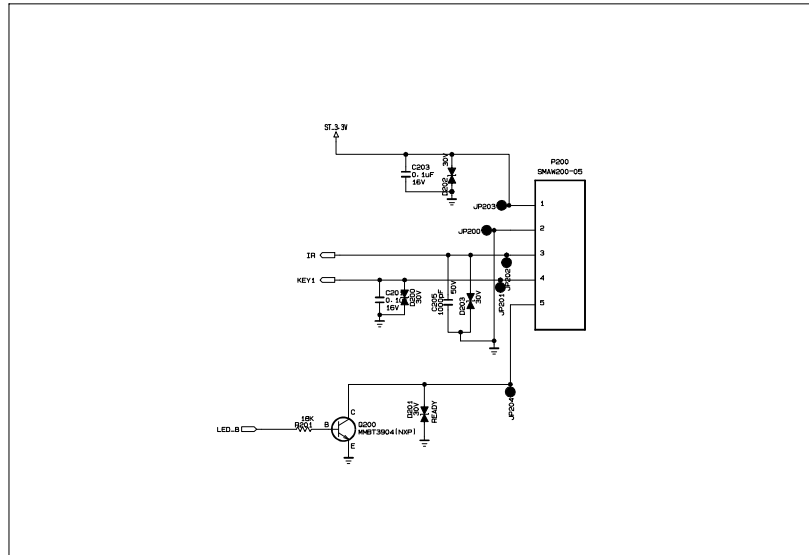 ST_3.3V
P200
SMAW200-05
C203
0.1uF
16V
30V
D202
1
JP203
2
JP200
IR
3
JP202
KEY1
4
JP201
16V
D200
30V
50V
C205
1000pF
D203
30V
5
JP204
D201
30V
READY
LED_B
R201
B
C
E
Q200
MMBT3904(NXP)